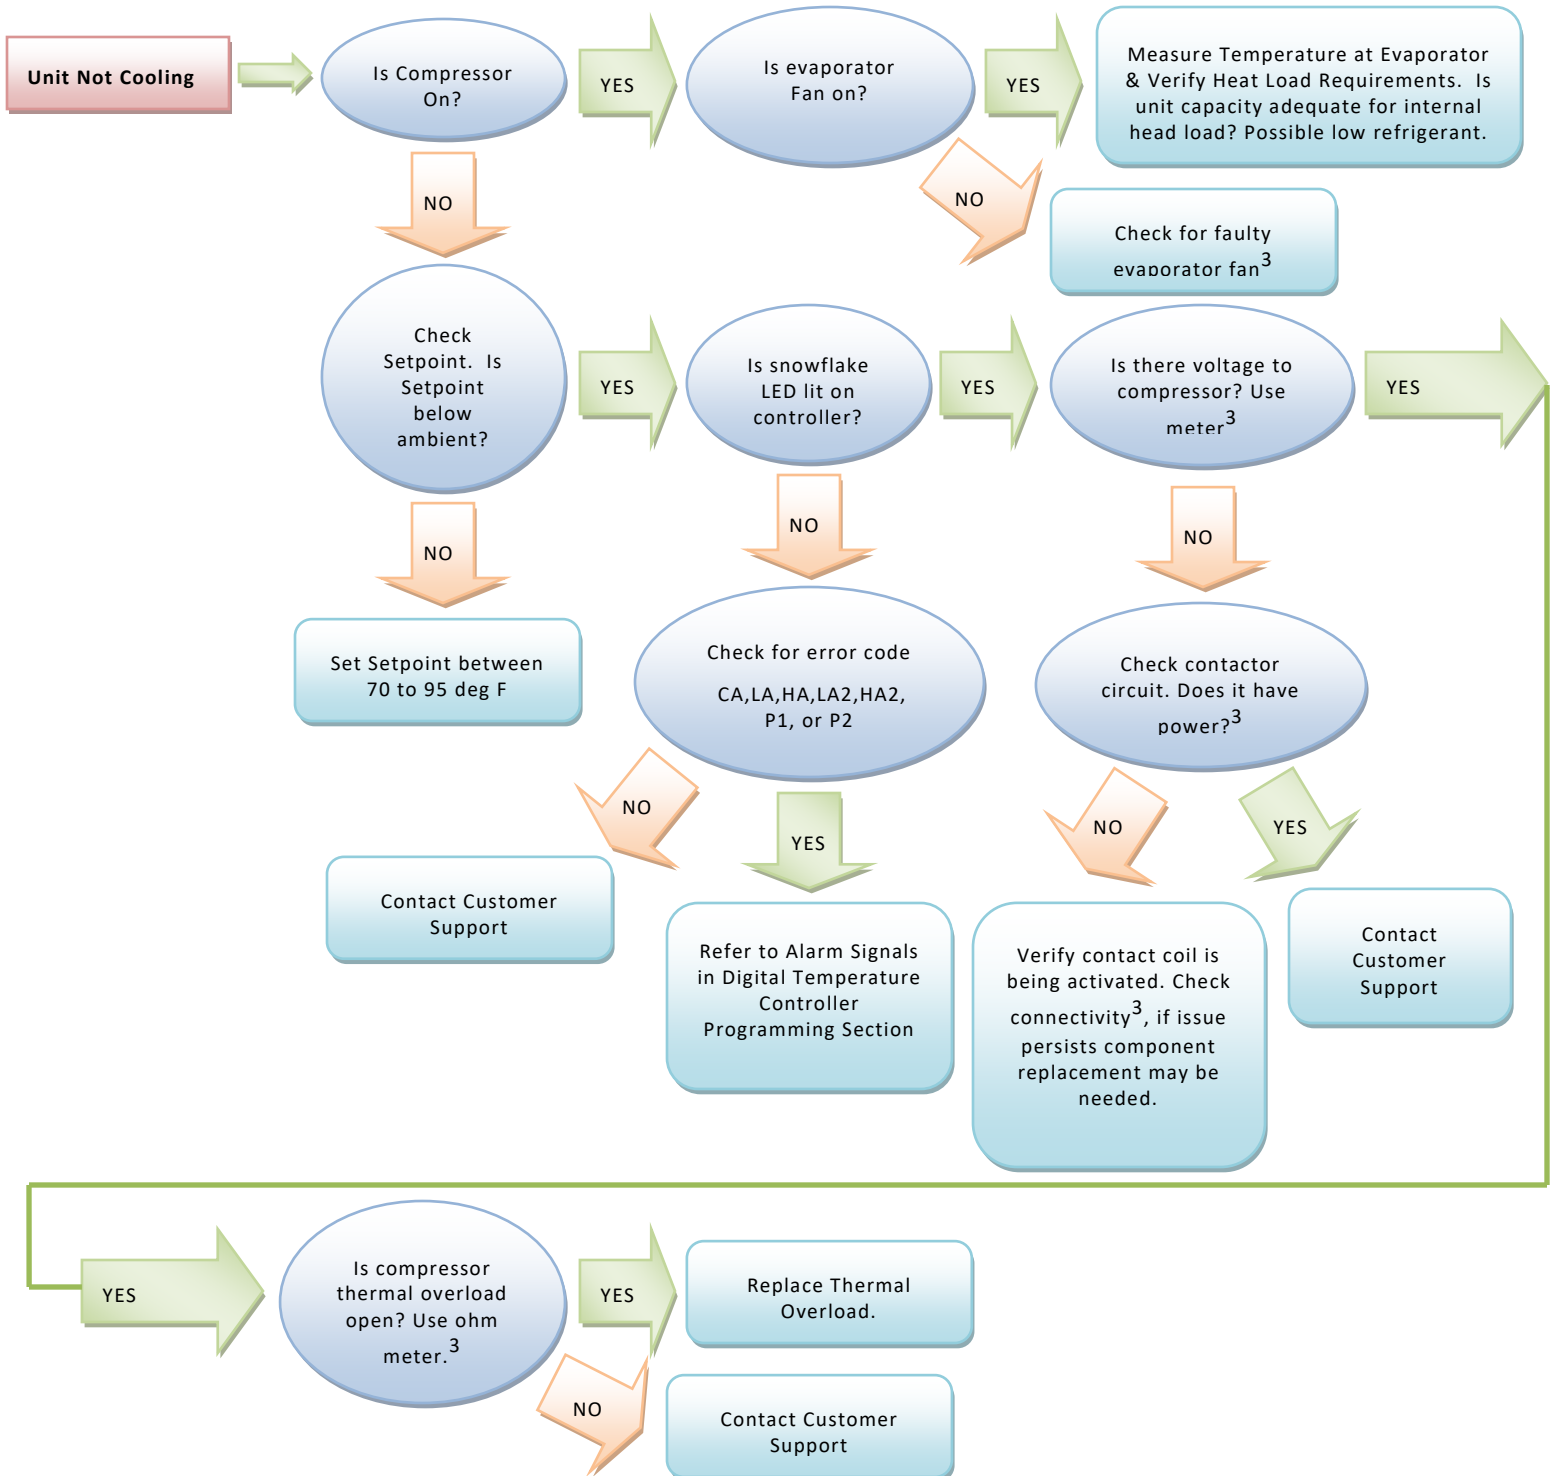 Unit Not Cooling
Is Compressor
On?
YES
Is evaporator
Fan on?
YES
Measure Temperature at Evaporator
& Verify Heat Load Requirements.  Is
unit capacity adequate for internal
head load? Possible low refrigerant.
NO
NO
Check for faulty
evaporator fan3
Check
Setpoint.  Is
Setpoint
below
ambient?
YES
Is snowflake
LED lit on
controller?
YES
Is there voltage to
compressor? Use
meter3
YES
NO
NO
NO
Set Setpoint between
70 to 95 deg F
Check for error code
CA,LA,HA,LA2,HA2,
P1, or P2
Check contactor
circuit. Does it have
power?3
NO
YES
NO
YES
Contact Customer
Support
Refer to Alarm Signals
in Digital Temperature
Controller
Programming Section
Verify contact coil is
being activated. Check
connectivity3, if issue
persists component
replacement may be
needed.
Contact
Customer
Support
YES
Is compressor
thermal overload
open? Use ohm
meter.3
YES
Replace Thermal
Overload.
NO
Contact Customer
Support